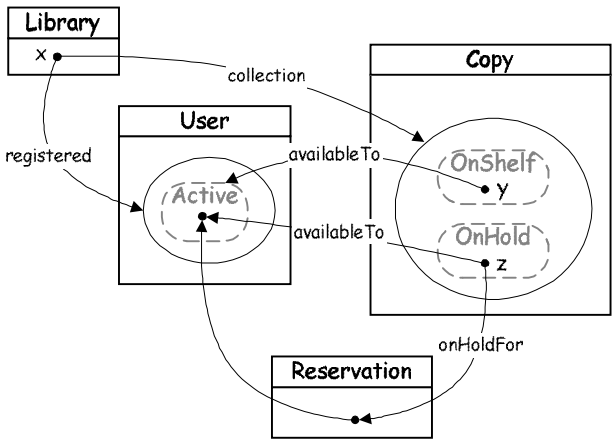 Library
x
collection
Copy
User
registered
availableTo
OnShelf
y
Active
availableTo
OnHold
z
onHoldFor
Reservation